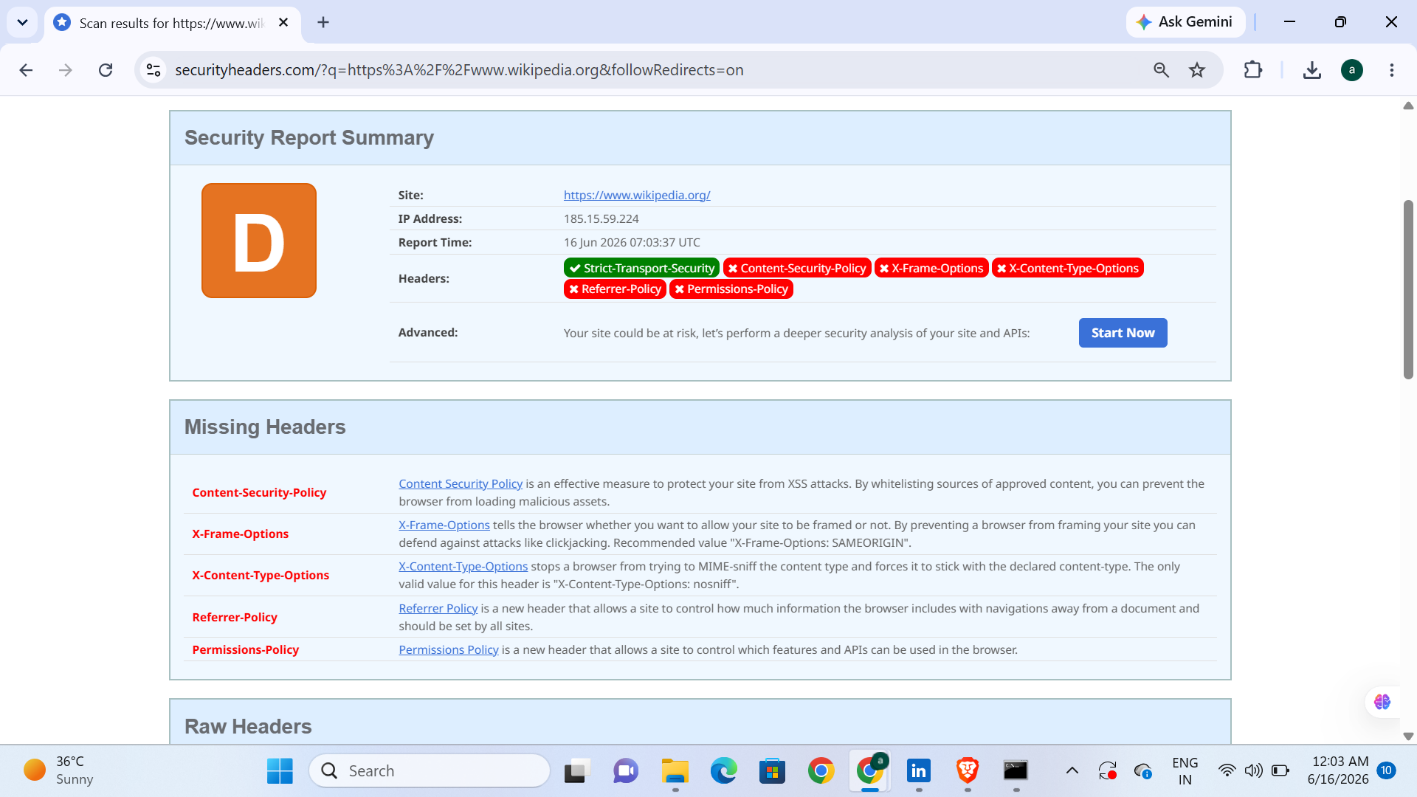 Scan results for https://www.wik
Ask Gemini
securityheaders.com/?q=https%3A%2F%2Fwww.wikipedia.org&followRedirects=on
a
Security Report Summary
D
Site: https://www.wikipedia.org/
IP Address: 185.15.59.224
Report Time: 16 Jun 2026 07:03:37 UTC
Headers: Strict-Transport-Security Content-Security-Policy X-Frame-Options X-Content-Type-Options
Referrer-Policy Permissions-Policy
Advanced: Your site could be at risk, let's perform a deeper security analysis of your site and APIs: Start Now
Missing Headers
Content-Security-Policy Content Security Policy is an effective measure to protect your site from XSS attacks. By whitelisting sources of approved content, you can prevent the
browser from loading malicious assets.
X-Frame-Options X-Frame-Options tells the browser whether you want to allow your site to be framed or not. By preventing a browser from framing your site you can
defend against attacks like clickjacking. Recommended value "X-Frame-Options: SAMEORIGIN".
X-Content-Type-Options X-Content-Type-Options stops a browser from trying to MIME-sniff the content type and forces it to stick with the declared content-type. The only
valid value for this header is "X-Content-Type-Options: nosniff".
Referrer-Policy Referrer Policy is a new header that allows a site to control how much information the browser includes with navigations away from a document and
should be set by all sites.
Permissions-Policy Permissions Policy is a new header that allows a site to control which features and APIs can be used in the browser.
Raw Headers
36°C
Sunny
Search
a
in
ENG
IN
12:03 AM
6/16/2026
10